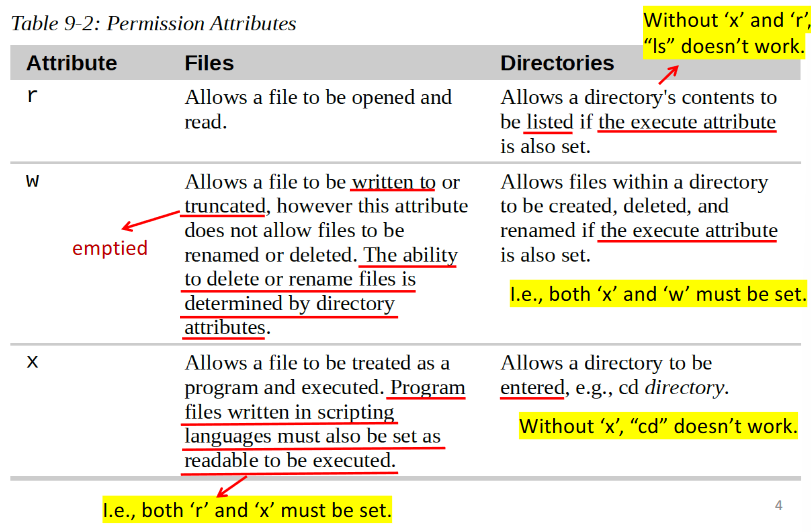 Table 9-2: Permission Attributes
Without ‘x’ and ‘r’,
“ls” doesn’t work.
Attribute
Files
Directories
r
Allows a file to be opened and
read.
Allows a directory's contents to
be listed if the execute attribute
is also set.
w
Allows a file to be written to or
truncated, however this attribute
does not allow files to be
renamed or deleted. The ability
to delete or rename files is
determined by directory
attributes.
emptied
Allows files within a directory
to be created, deleted, and
renamed if the execute attribute
is also set.
I.e., both ‘x’ and ‘w’ must be set.
x
Allows a file to be treated as a
program and executed. Program
files written in scripting
languages must also be set as
readable to be executed.
Allows a directory to be
entered, e.g., cd directory.
Without ‘x’, “cd” doesn’t work.
I.e., both ‘r’ and ‘x’ must be set.
4